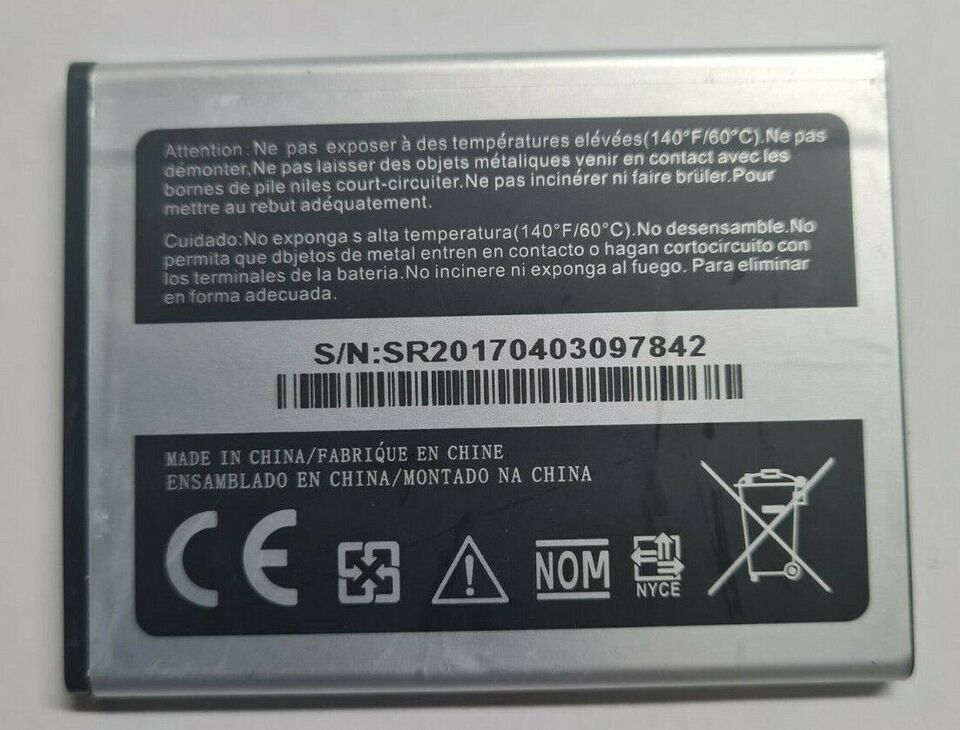 Attention:Ne pas exposer à des températures elévées(140°F/60°C).Ne pas
démonter,Ne pas laisser des objets métaliques venir en contact avec les
bornes de pile niles court-circuiter.Ne pas incinérer ni faire brüler.Pour
mettre au rebut adéquatement.
Cuidado:No exponga s alta temperatura(140°F/60°C).No desensamble.No
permita que dbjetos de metal entren en contacto o hagan cortocircuito con
los terminales de la bateria.No incinere ni exponga al fuego. Para eliminar
en forma adecuada.
S/N:SR20170403097842
MADE IN CHINA/FABRIQÚE EN CHINE
ENSAMBLADO EN CHINA/MONTADO NA CHINA
CE
NOM
NYCE